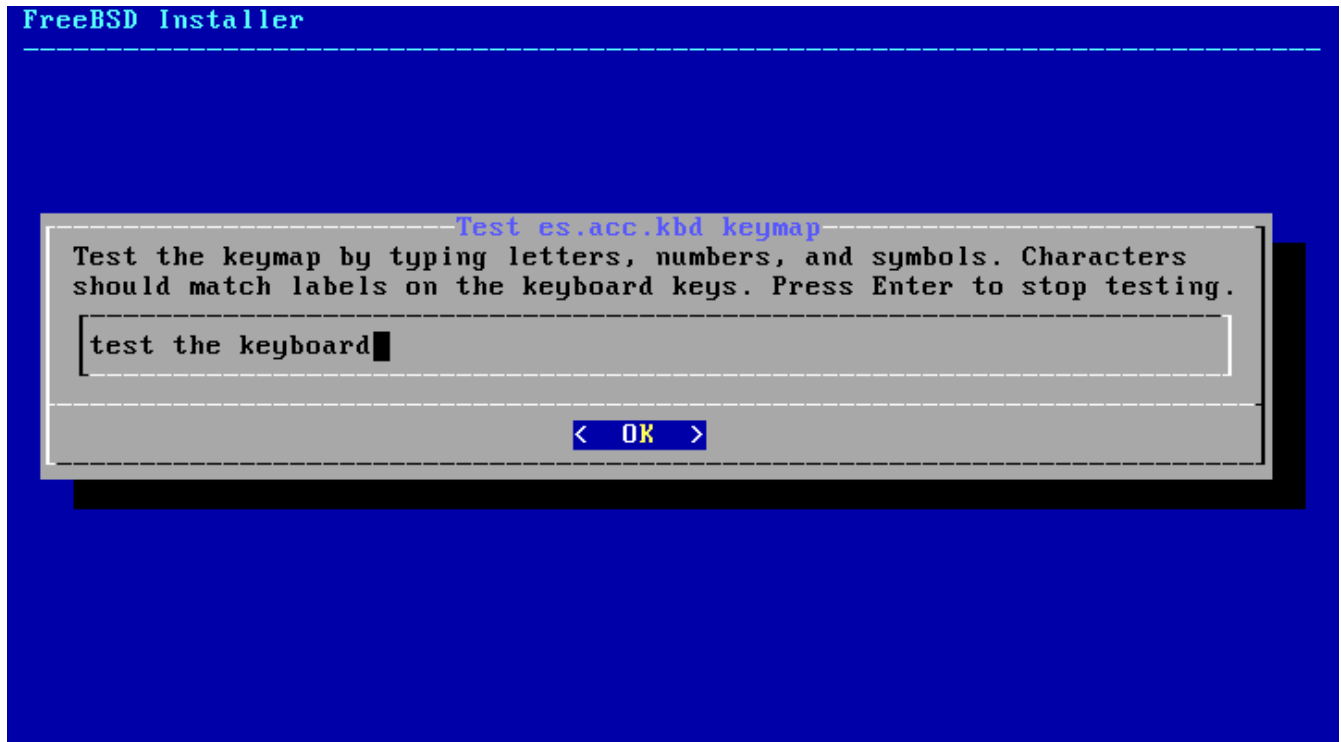 FreeBSD Installer
Test es.acc.kbd keymap
Test the keymap by typing letters, numbers, and symbols. Characters
should match labels on the keyboard keys. Press Enter to stop testing.
test the keyboard
< OK >